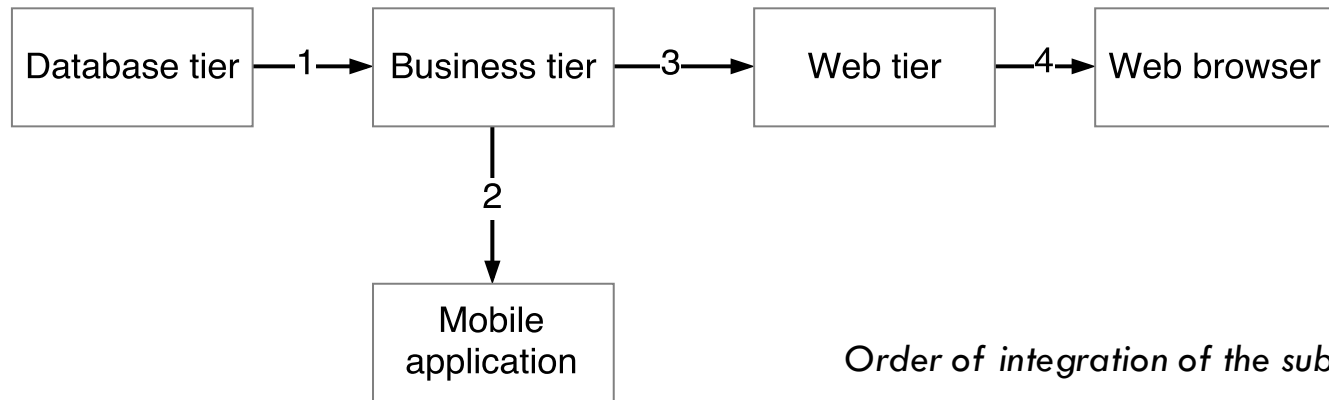 Database tier 1 Business tier 3 Web tier 4 Web browser
2
Mobile
application
Order of integration of the sub